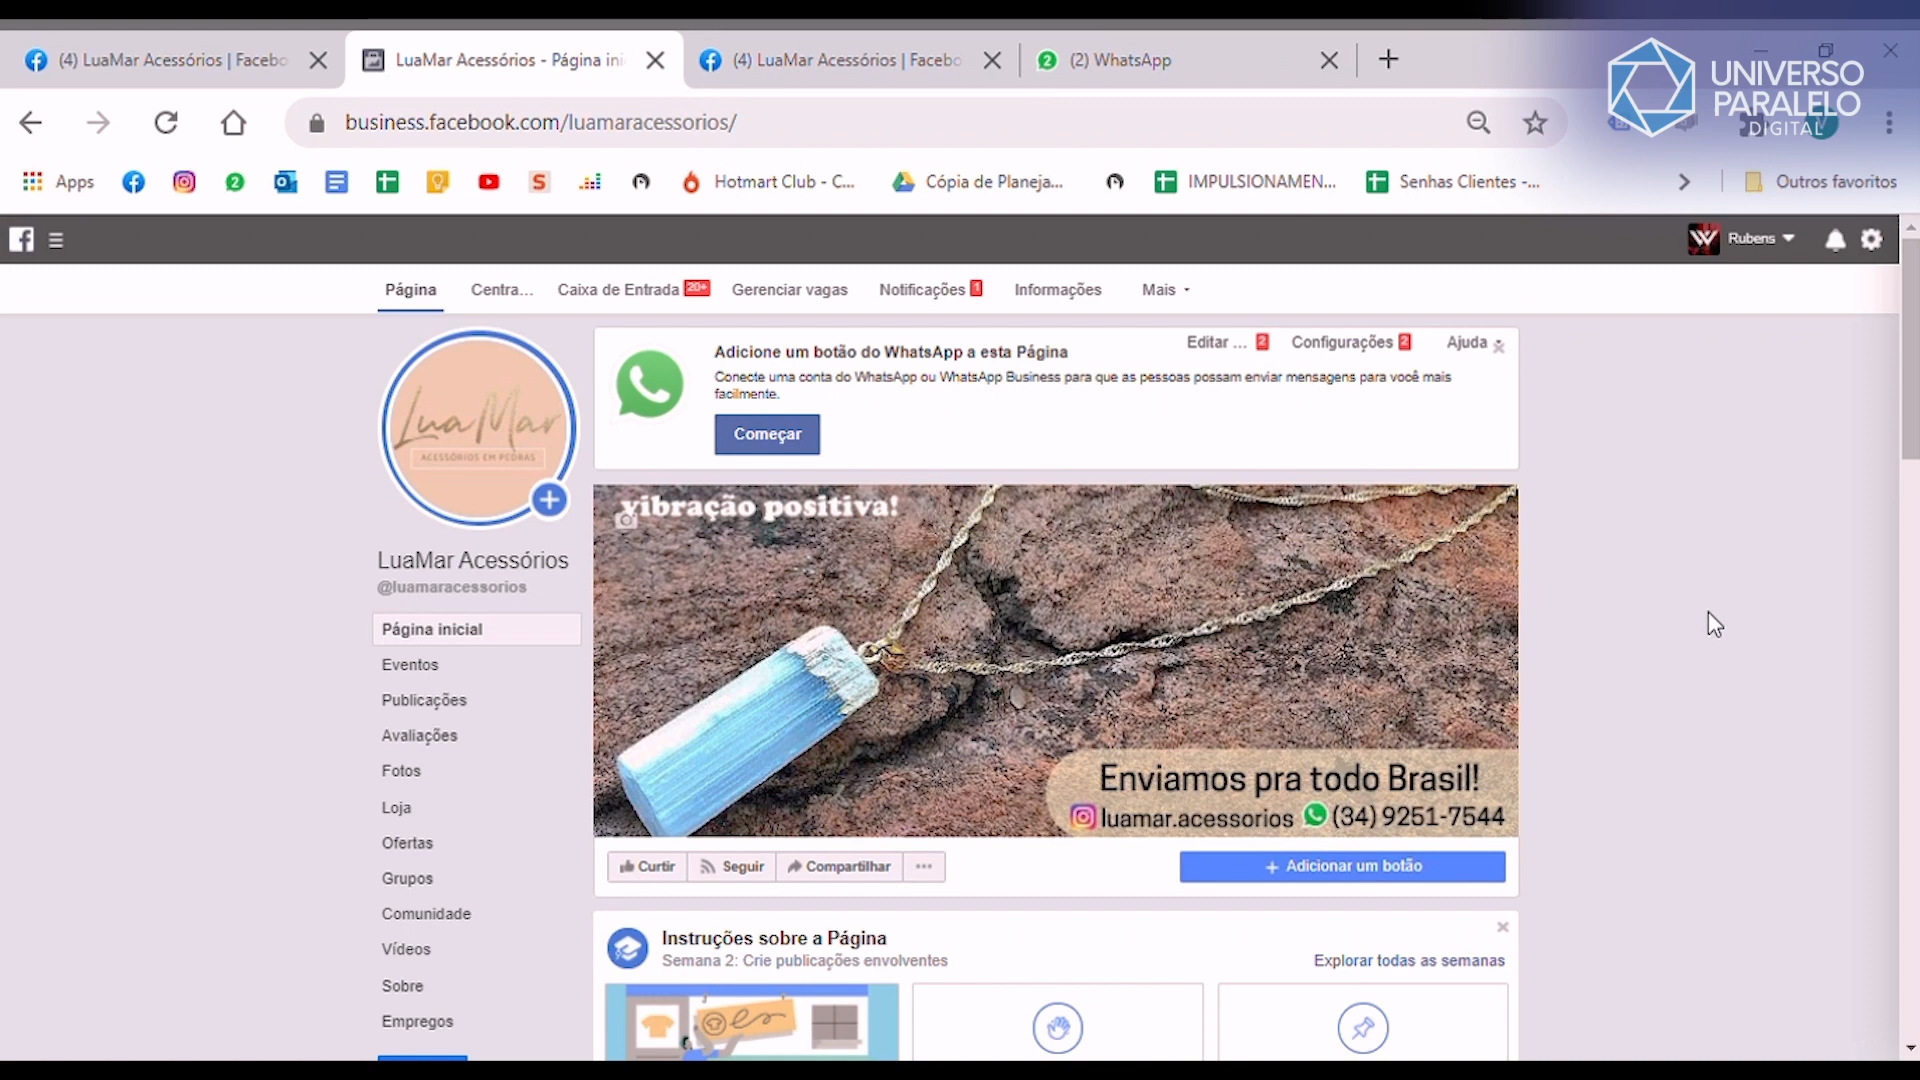 (4) LuaMar Acessórios | Facebo
LuaMar Acessórios - Página ini
(4) LuaMar Acessórios | Facebo
(2) WhatsApp
UNIVERSO
PARALELO
DIGITAL
business.facebook.com/luamaracessorios/
Apps
Hotmart Club - C...
Cópia de Planeja...
IMPULSIONAMEN...
Senhas Clientes -...
Outros favoritos
Rubens
Página
Centra...
Caixa de Entrada 20+
Gerenciar vagas
Notificações 1
Informações
Mais
Editar ... 2
Configurações 2
Ajuda
Adicione um botão do WhatsApp a esta Página
Conecte uma conta do WhatsApp ou WhatsApp Business para que as pessoas possam enviar mensagens para você mais
facilmente.
Começar
LuaMar
ACESSÓRIOS EM PEDRAS
LuaMar Acessórios
@luamaracessorios
Página inicial
Eventos
Publicações
Avaliações
Fotos
Loja
Ofertas
Grupos
Comunidade
Vídeos
Sobre
Empregos
vibração positiva!
Enviamos pra todo Brasil!
luamar.acessorios (34) 9251-7544
Curtir
Seguir
Compartilhar
...
+ Adicionar um botão
Instruções sobre a Página
Semana 2: Crie publicações envolventes
Explorar todas as semanas